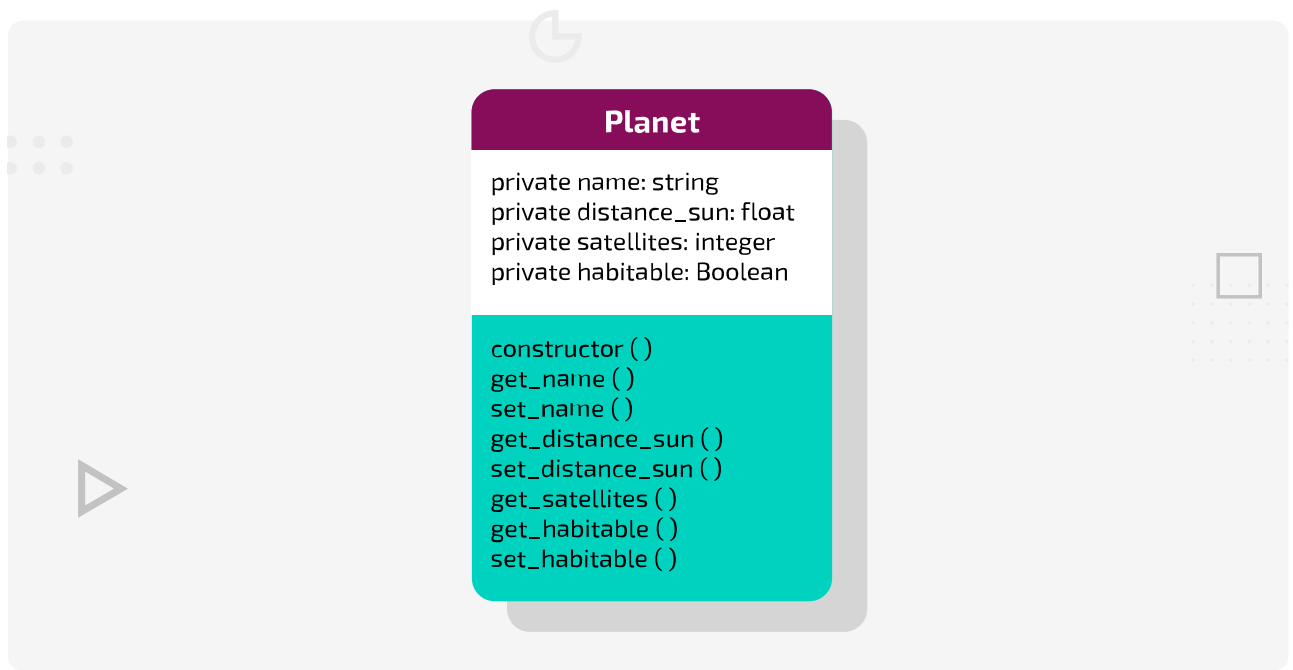 Planet
private name: string
private distance_sun: float
private satellites: integer
private habitable: Boolean
constructor ( )
get_name ( )
set_name ( )
get_distance_sun ( )
set_distance_sun ( )
get_satellites ( )
get_habitable ( )
set_habitable ( )